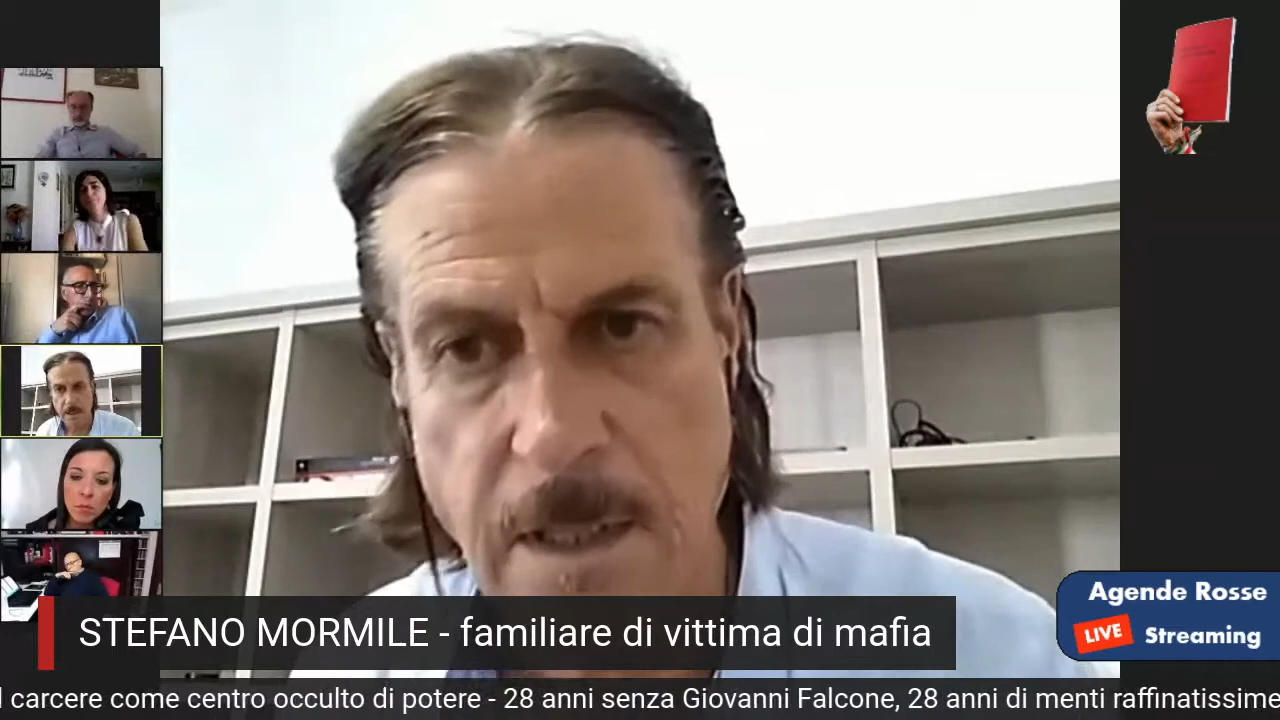 Agende Rosse
LIVE Streaming
STEFANO MORMILE - familiare di vittima di mafia
carcere come centro occulto di potere - 28 anni senza Giovanni Falcone, 28 anni di menti raffinatissime